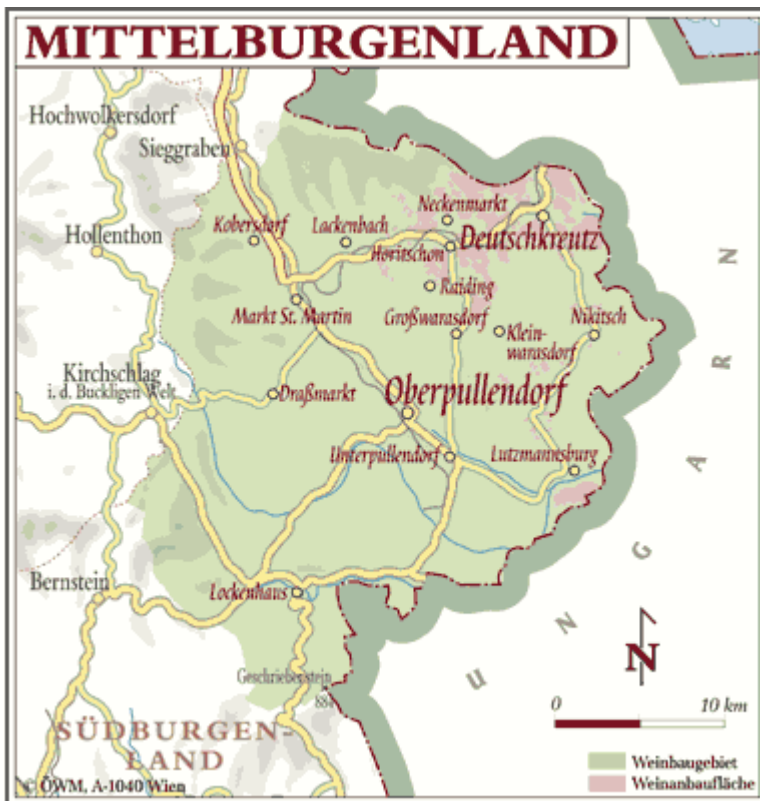 MITTELBURGENLAND
Hochwolkersdorf
Sieggraben
Neckenmarkt
Kobersdorf
Lackenbach
Deutschkreutz
Hollenthon
Horitschon
Raiding
Markt St. Martin
Großwarasdorf
Klein-
warasdorf
Nikitsch
Kirchschlag
i. d. Buckligen Welt
Draßmarkt
Oberpullendorf
Unterpullendorf
Lutzmannsburg
Bernstein
Lockenhaus
UNGARN
N
Geschriebenstein
884
0 10 km
SÜDBURGEN-
LAND
Weinbaugebiet
Weinanbaufläche
© ÖWM, A-1040 Wien